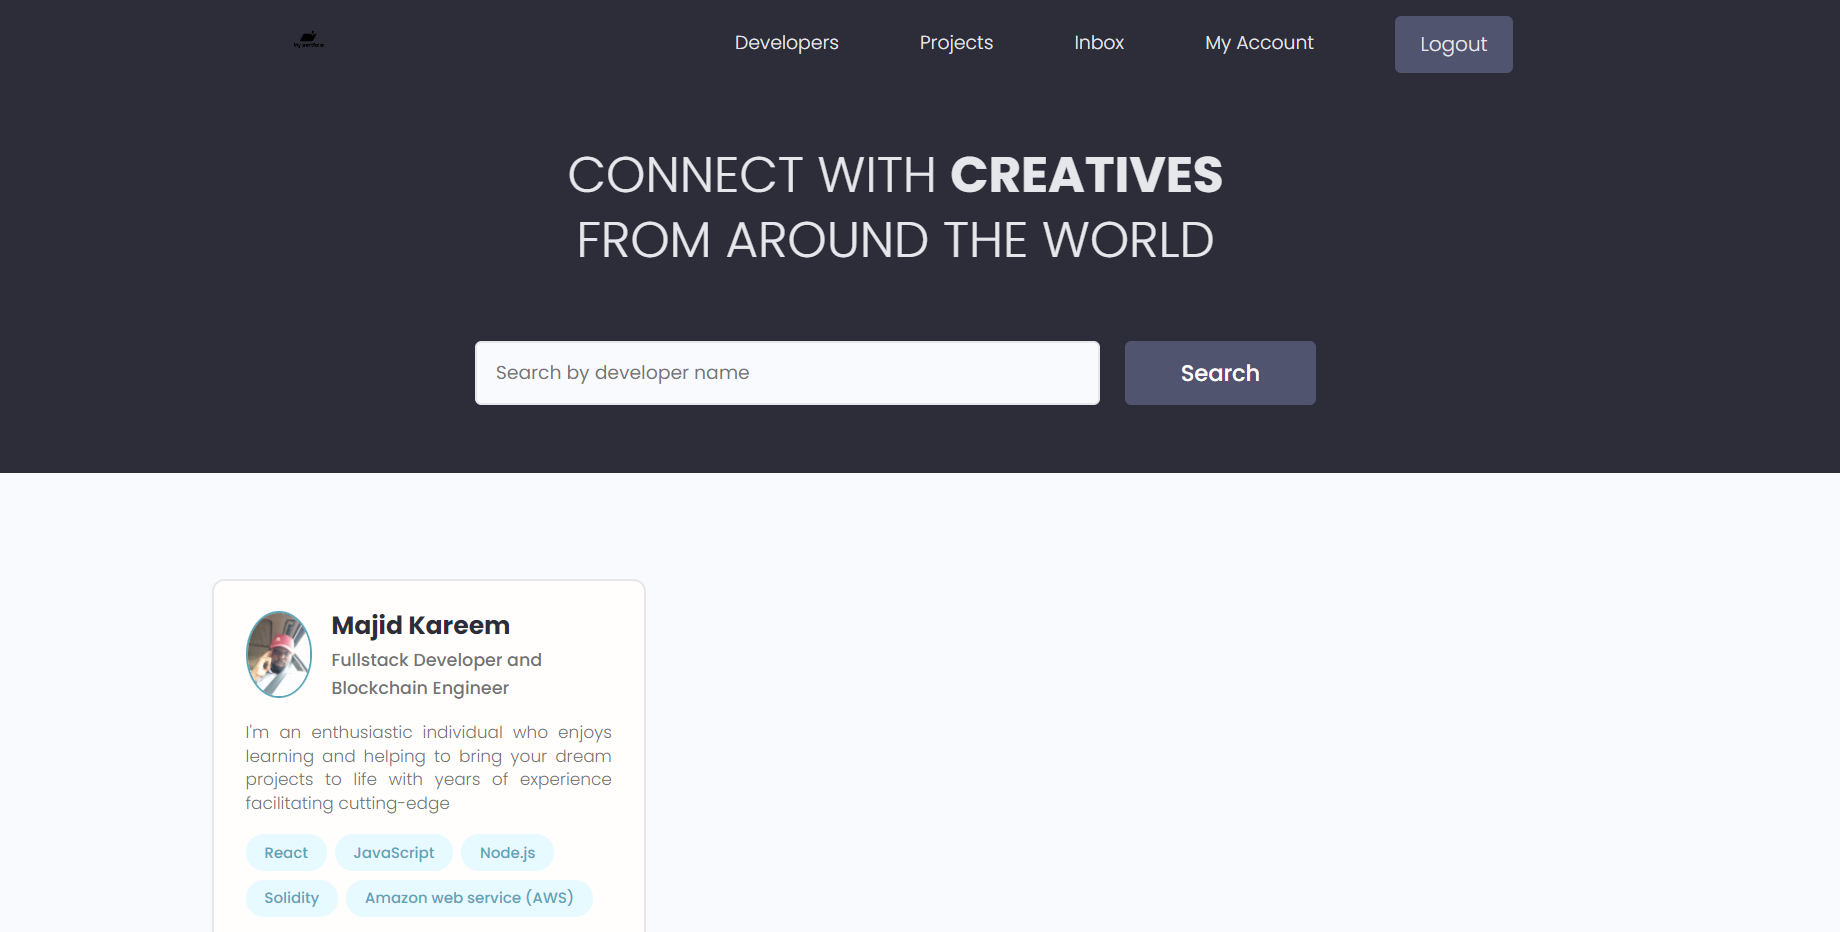 Developers Projects Inbox My Account Logout
CONNECT WITH CREATIVES
FROM AROUND THE WORLD
Search by developer name Search
Majid Kareem
Fullstack Developer and
Blockchain Engineer
I'm an enthusiastic individual who enjoys
learning and helping to bring your dream
projects to life with years of experience
facilitating cutting-edge
React JavaScript Node.js
Solidity Amazon web service (AWS)